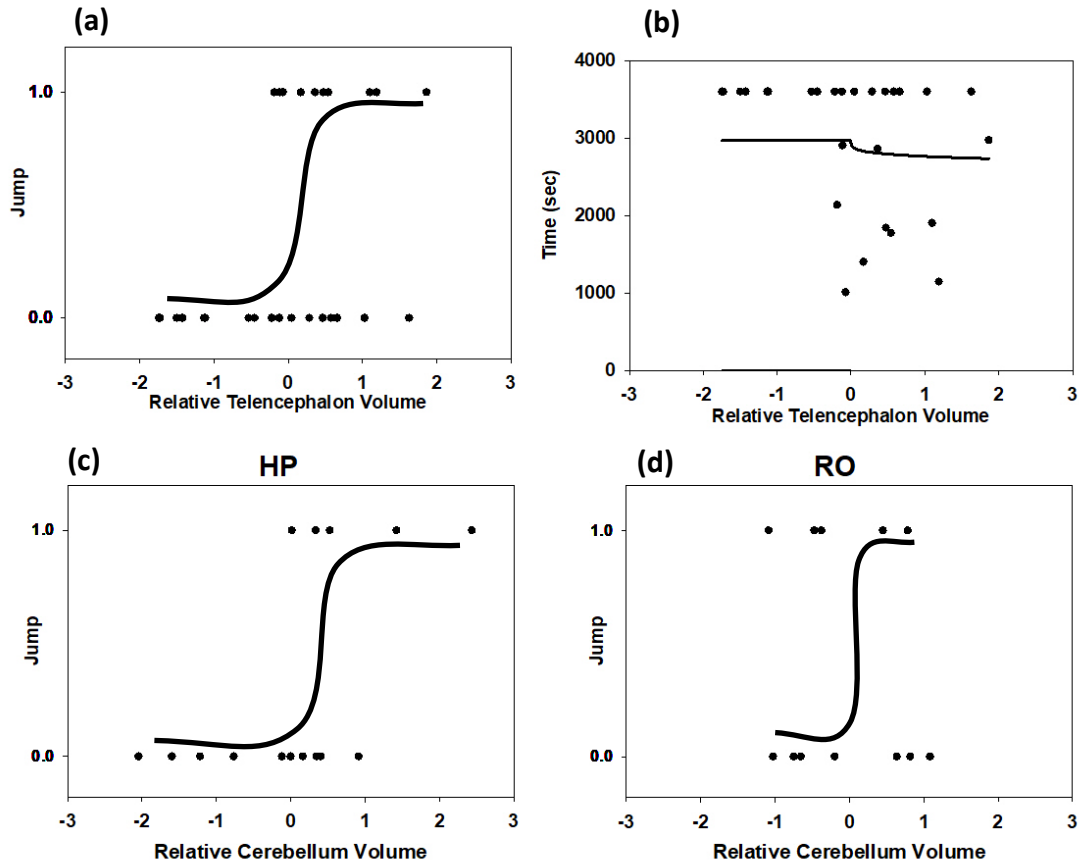 (a)
Jump
1.0
0.0
-3 -2 -1 0 1 2 3
Relative Telencephalon Volume
(b)
Time (sec)
4000
3000
2000
1000
0
-3 -2 -1 0 1 2 3
Relative Telencephalon Volume
(c)
HP
Jump
1.0
0.0
-3 -2 -1 0 1 2 3
Relative Cerebellum Volume
(d)
RO
Jump
1.0
0.0
-3 -2 -1 0 1 2 3
Relative Cerebellum Volume